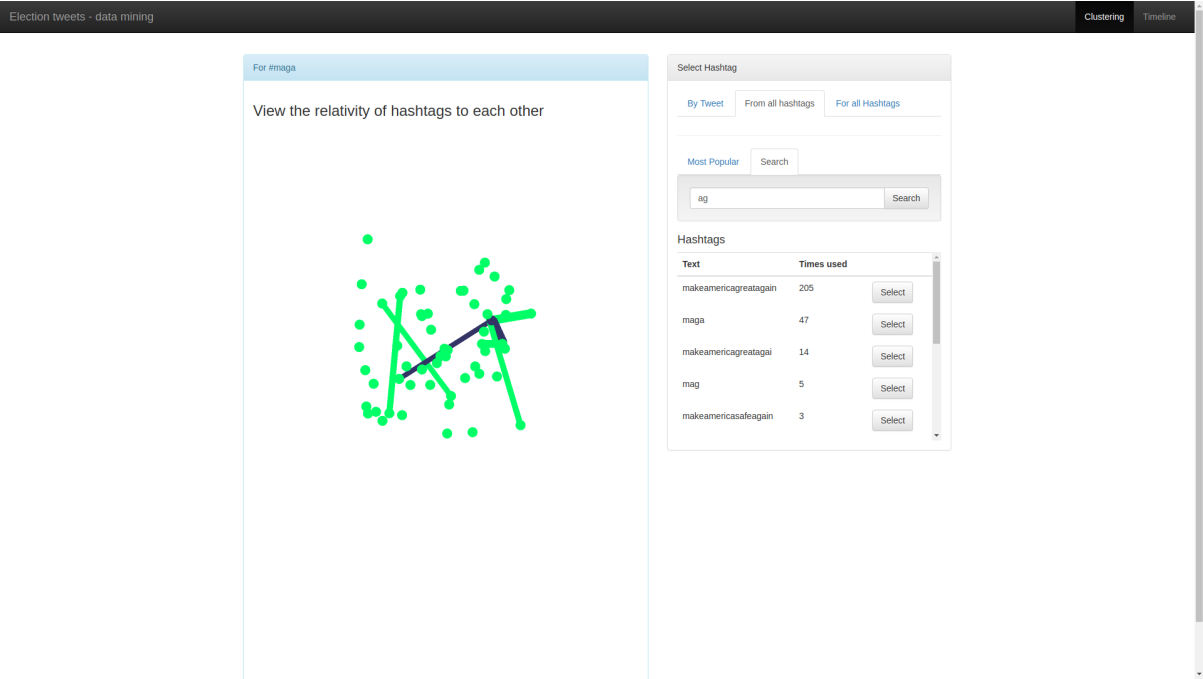 Election tweets - data mining
Clustering
Timeline
For #maga
View the relativity of hashtags to each other
Select Hashtag
By Tweet
From all hashtags
For all Hashtags
Most Popular
Search
ag
Search
Hashtags
Text Times used
makeamericagreatagain 205 Select
maga 47 Select
makeamericagreatagai 14 Select
mag 5 Select
makeamericasafeagain 3 Select